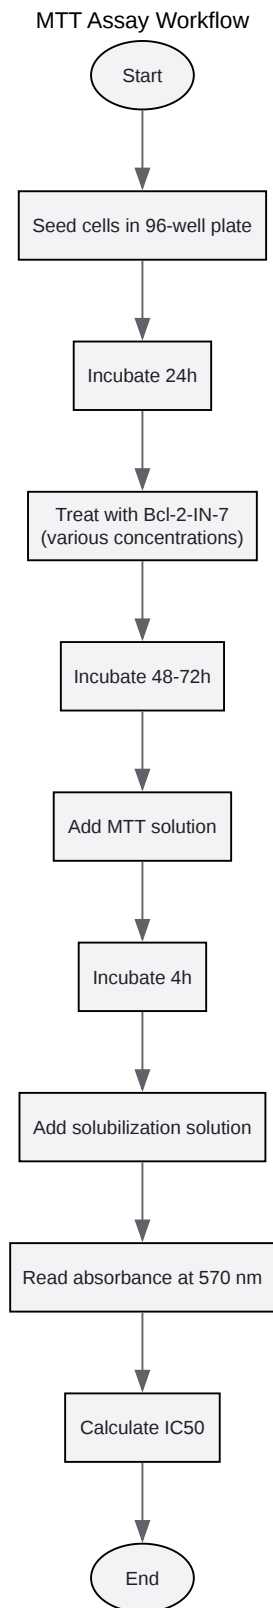 MTT Assay Workflow
Start
Seed cells in 96-well plate
Incubate 24h
Treat with Bcl-2-IN-7
(various concentrations)
Incubate 48-72h
Add MTT solution
Incubate 4h
Add solubilization solution
Read absorbance at 570 nm
Calculate IC50
End